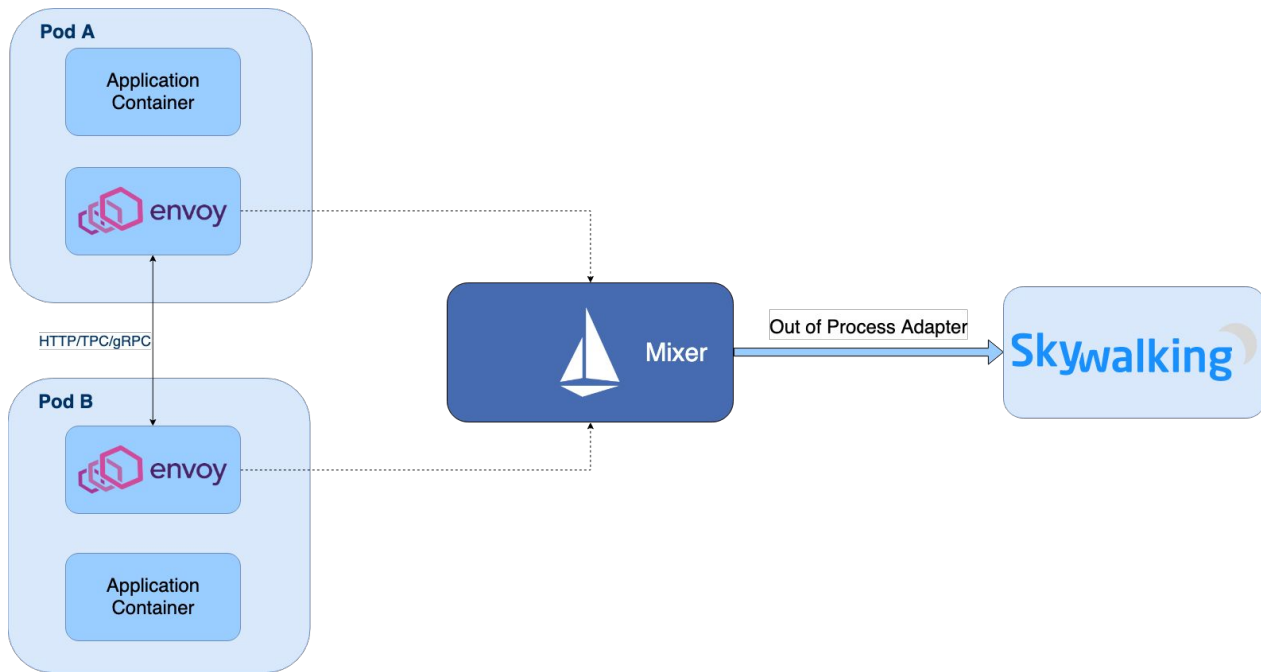 Pod A
Application
Container
envoy
HTTP/TPC/gRPC
Pod B
envoy
Application
Container
Mixer
Out of Process Adapter
Skywalking